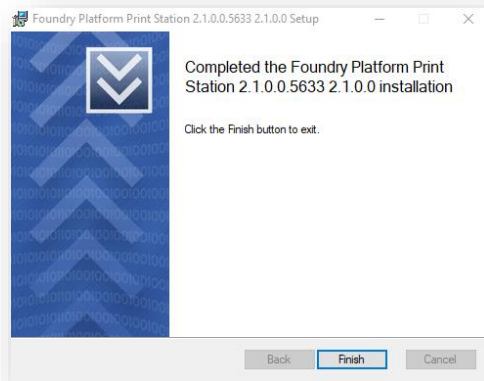 Foundry Platform Print Station 2.1.0.0.5633 2.1.0.0 Setup
Completed the Foundry Platform Print
Station 2.1.0.0.5633 2.1.0.0 installation
Click the Finish button to exit.
Back Finish Cancel